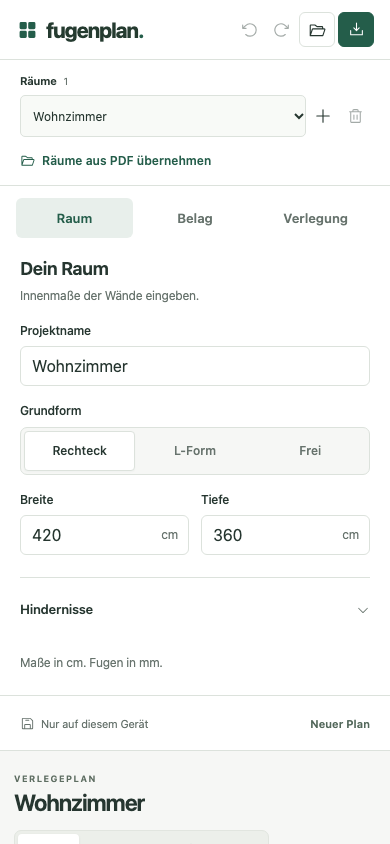 fugenplan.
Räume 1
Wohnzimmer
Räume aus PDF übernehmen
Raum Belag Verlegung
Dein Raum
Innenmaße der Wände eingeben.
Projektname
Wohnzimmer
Grundform
Rechteck L-Form Frei
Breite Tiefe
420 cm 360 cm
Hindernisse
Maße in cm. Fugen in mm.
Nur auf diesem Gerät Neuer Plan
VERLEGEPLAN
Wohnzimmer